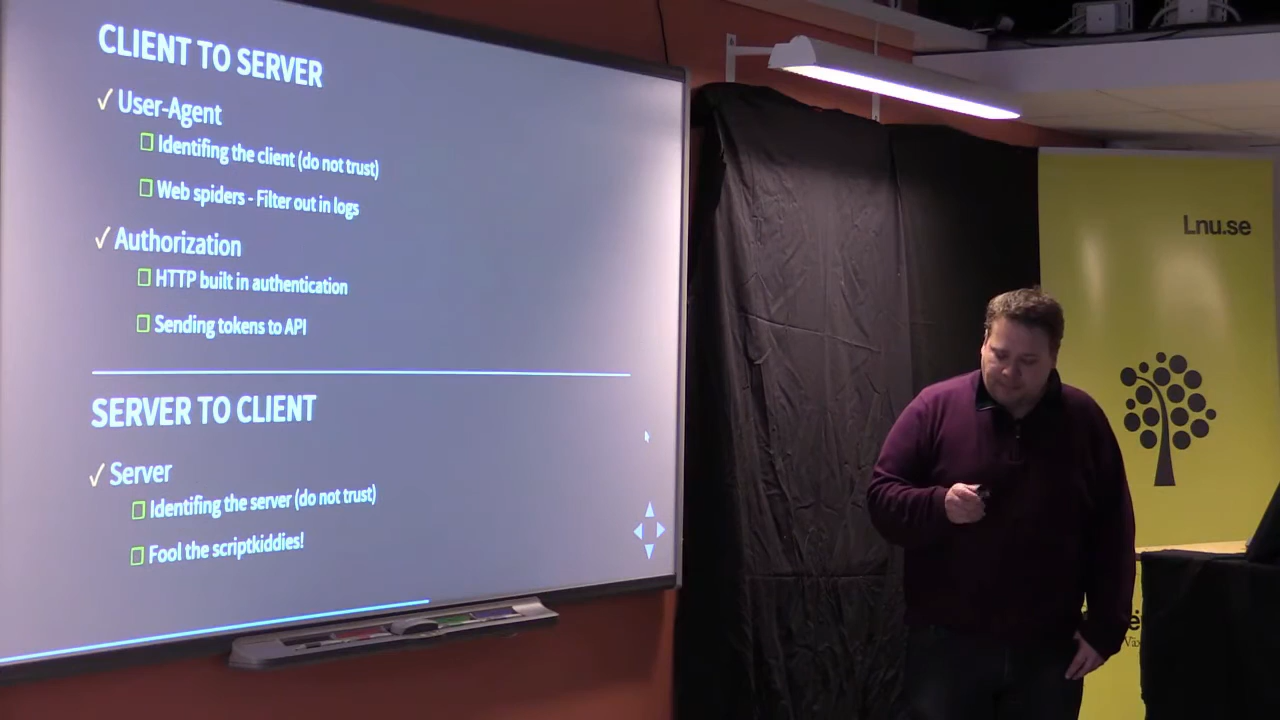 CLIENT TO SERVER
✓ User-Agent
Identifing the client (do not trust)
Web spiders - Filter out in logs
✓ Authorization
HTTP built in authentication
Sending tokens to API
SERVER TO CLIENT
✓ Server
Identifing the server (do not trust)
Fool the scriptkiddies!
Lnu.se